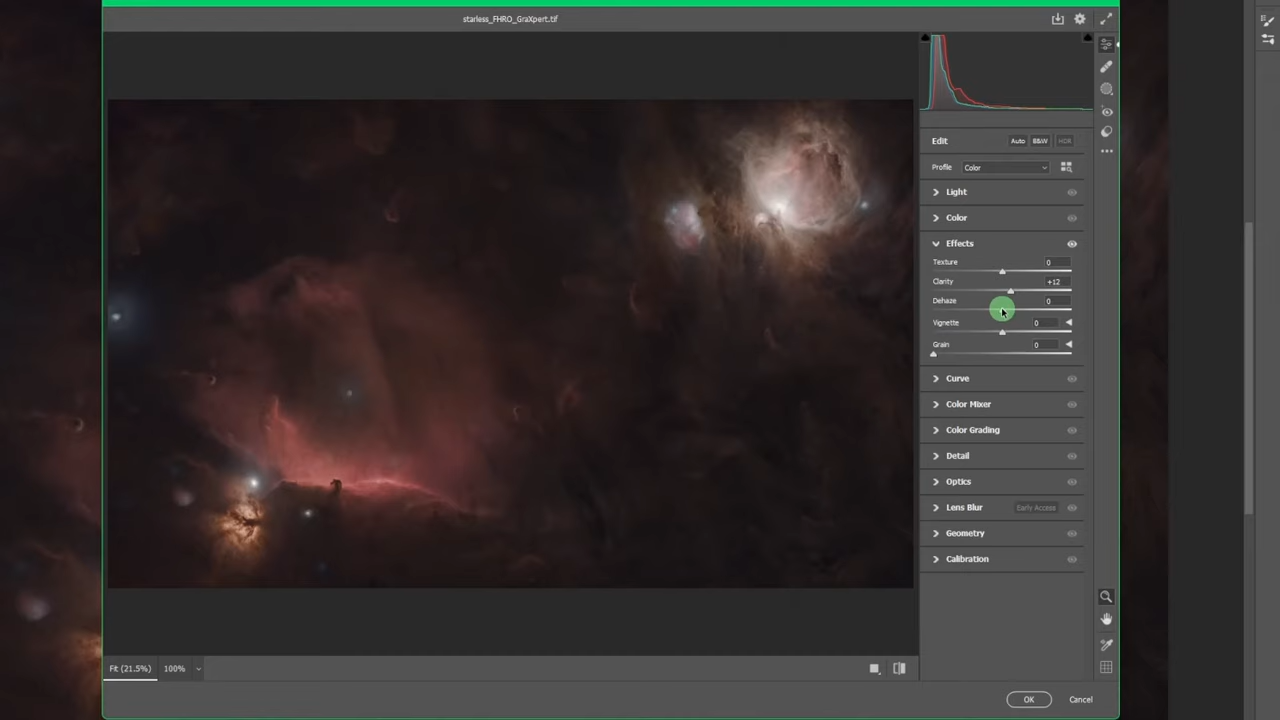 starless_FHRO_GraXpert.tif
Edit
Auto
B&W
HDR
Profile
Color
Light
Color
Effects
Texture
0
Clarity
+12
Dehaze
0
Vignette
0
Grain
0
Curve
Color Mixer
Color Grading
Detail
Optics
Lens Blur
Early Access
Geometry
Calibration
Fit (21.5%)
100%
OK
Cancel